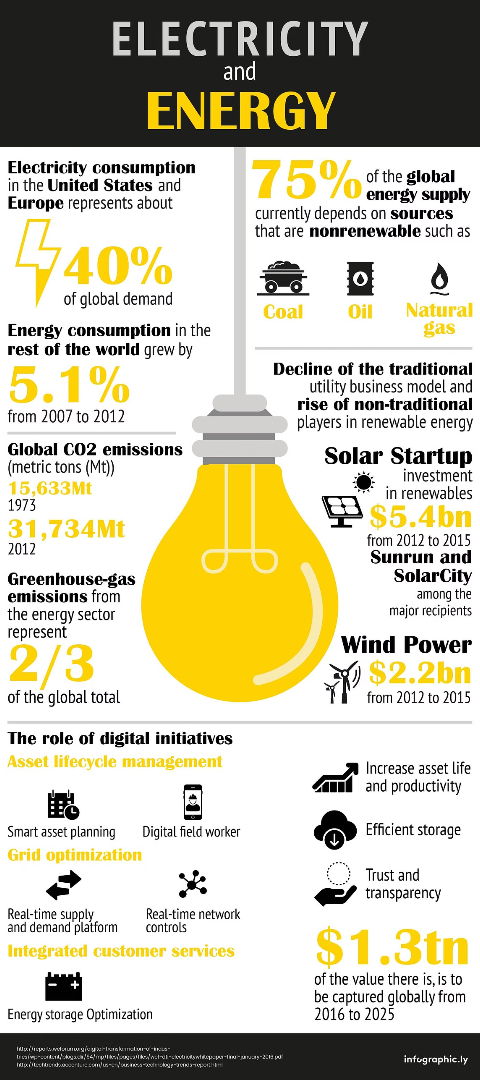 ELECTRICITY
and
ENERGY
Electricity consumption
in the United States and
Europe represents about
40%
of global demand
Energy consumption in the
rest of the world grew by
5.1%
from 2007 to 2012
Global CO2 emissions
(metric tons (Mt))
15,633Mt
1973
31,734Mt
2012
Greenhouse-gas
emissions from
the energy sector
represent
2/3
of the global total
75% of the global
energy supply
currently depends on sources
that are nonrenewable such as
Coal
Oil
Natural
gas
Decline of the traditional
utility business model and
rise of non-traditional
players in renewable energy
Solar Startup
investment
in renewables
$5.4bn
from 2012 to 2015
Sunrun and
SolarCity
among the
major recipients
Wind Power
$2.2bn
from 2012 to 2015
The role of digital initiatives
Asset lifecycle management
Smart asset planning
Digital field worker
Grid optimization
Real-time supply
and demand platform
Real-time network
controls
Integrated customer services
Energy storage Optimization
Increase asset life
and productivity
Efficient storage
Trust and
transparency
$1.3tn
of the value there is, is to
be captured globally from
2016 to 2025
infographic.ly